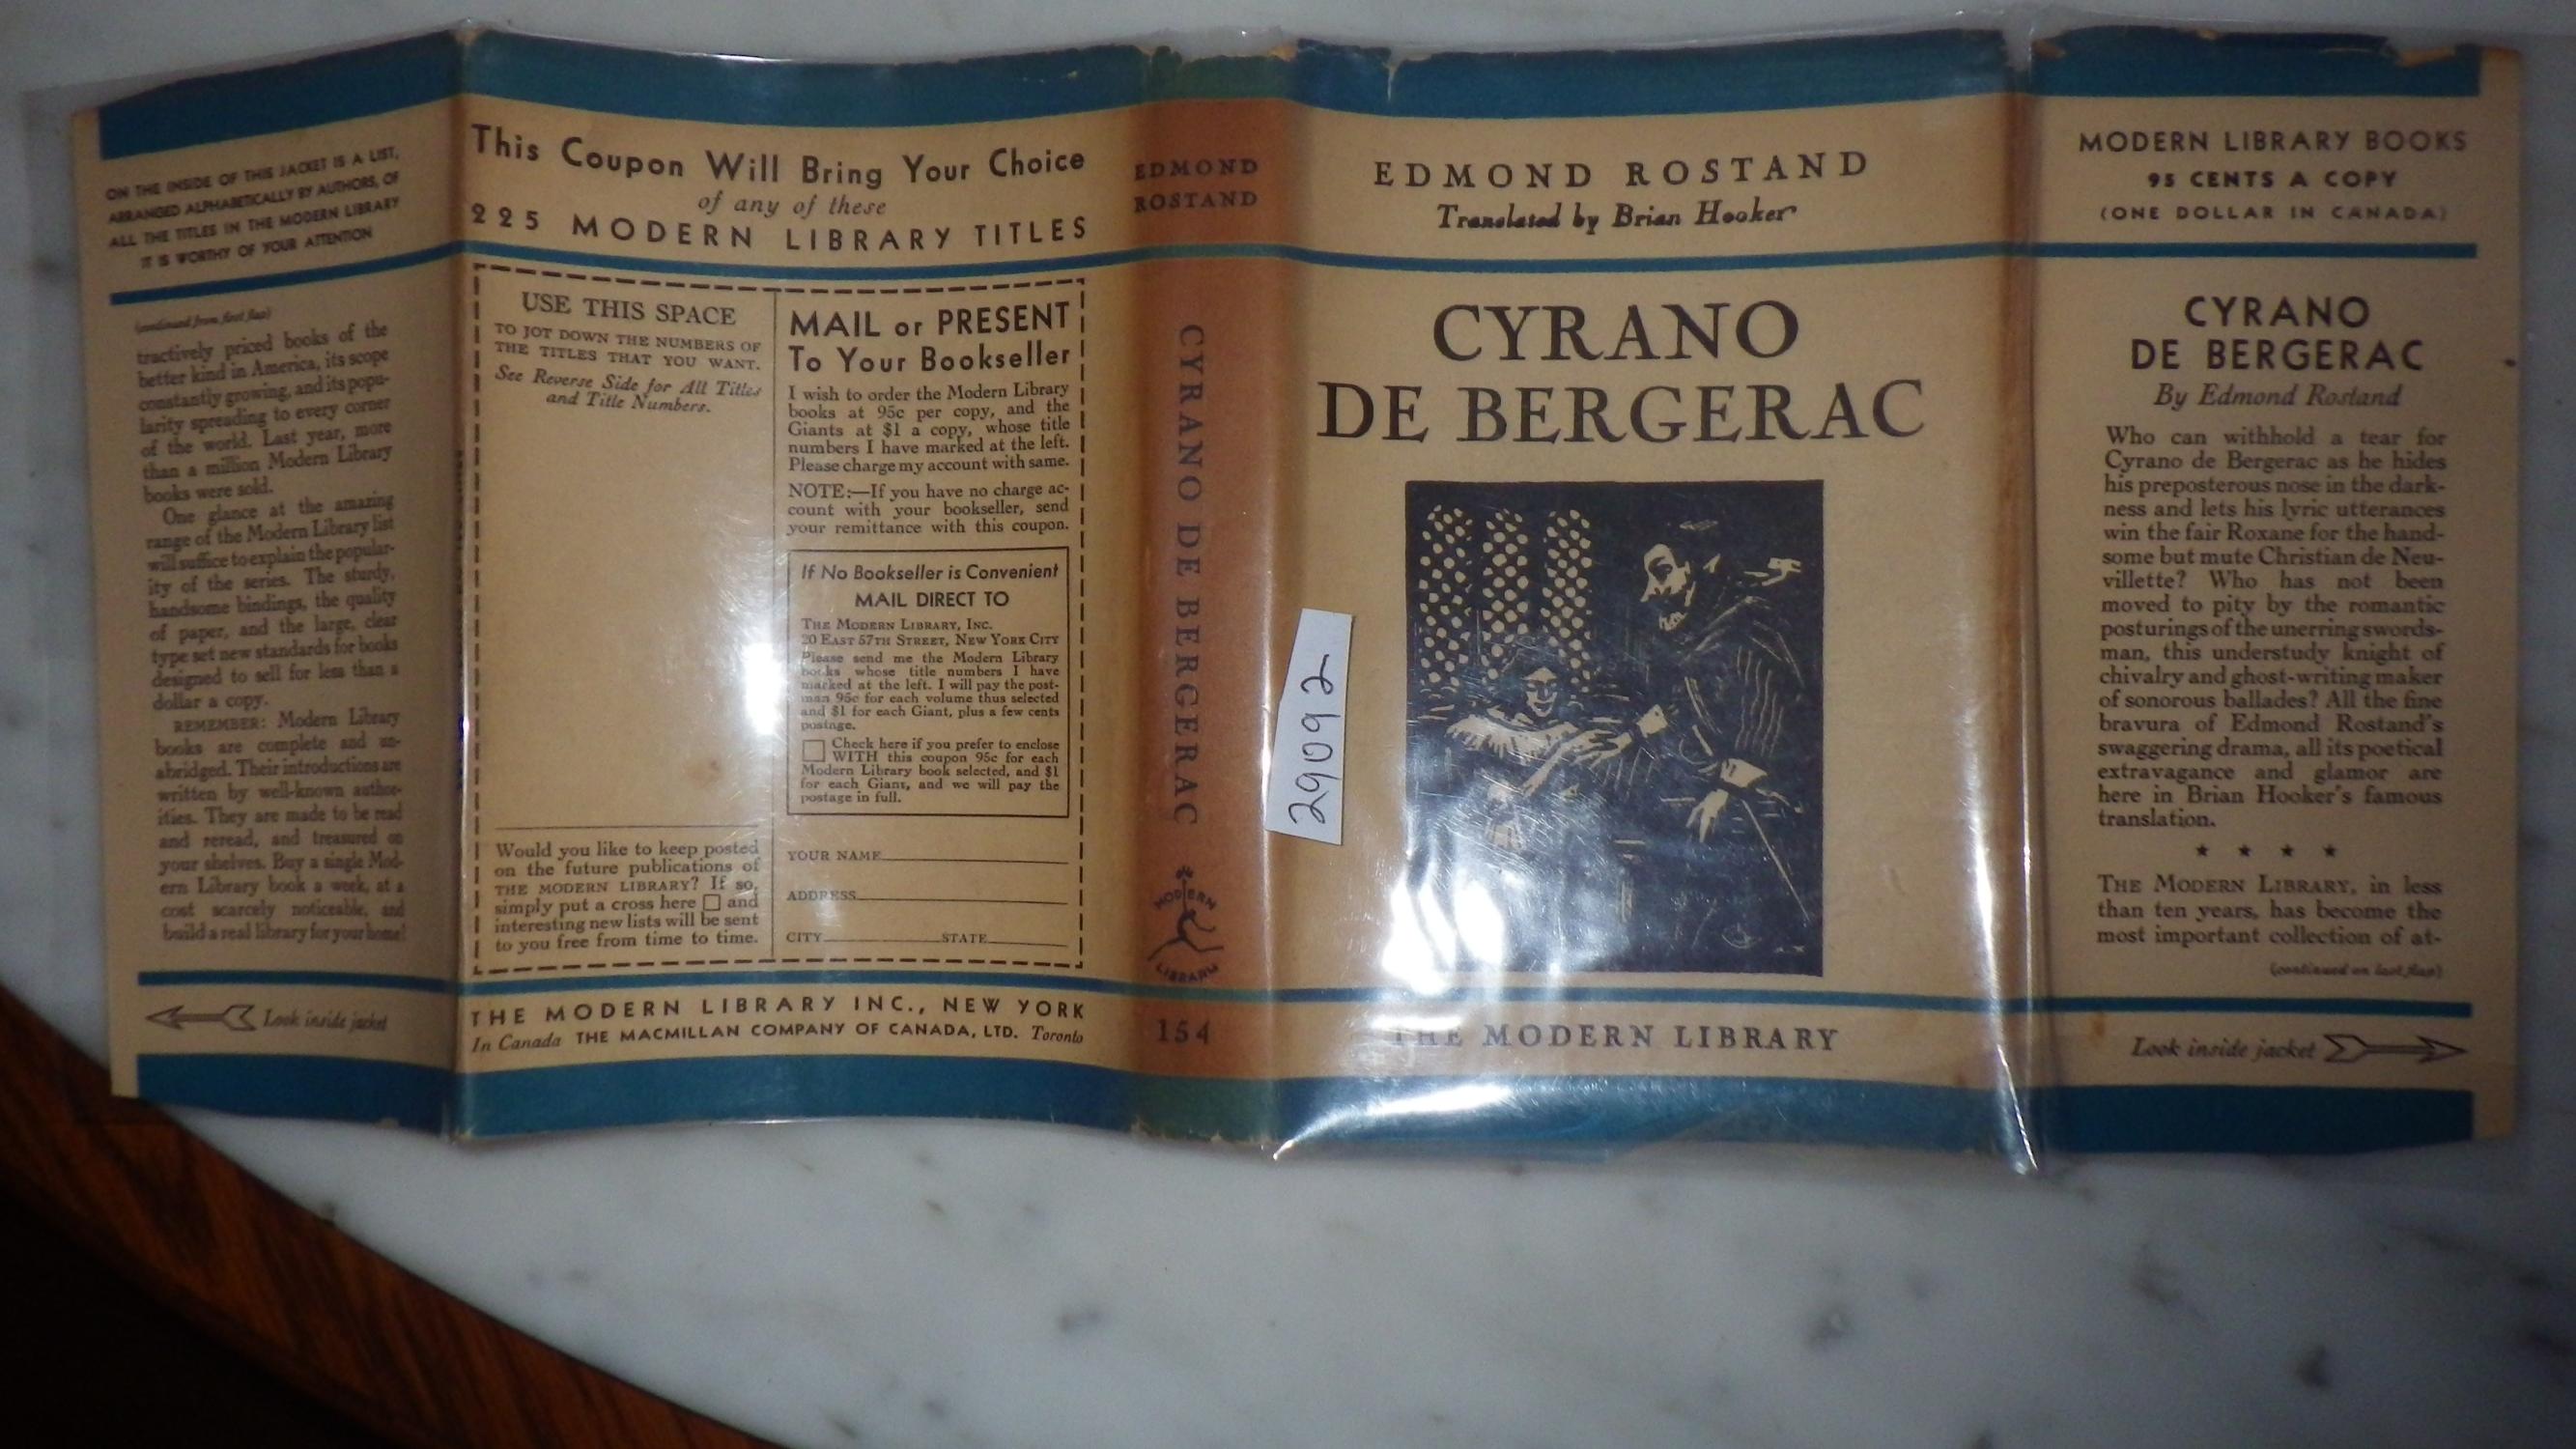 ON THE INSIDE OF THIS JACKET IS A LIST,
ARRANGED ALPHABETICALLY BY AUTHORS, OF
ALL THE TITLES IN THE MODERN LIBRARY
IT IS WORTHY OF YOUR ATTENTION
(continued from first flap)
tractively priced books of the
better kind in America, its scope
constantly growing, and its popu-
larity spreading to every corner
of the world. Last year, more
than a million Modern Library
books were sold.
One glance at the amazing
range of the Modern Library list
will suffice to explain the popular-
ity of the series. The sturdy,
handsome bindings, the quality
of paper, and the large, clear
type set new standards for books
designed to sell for less than a
dollar a copy.
REMEMBER: Modern Library
books are complete and un-
abridged. Their introductions are
written by well-known author-
ities. They are made to be read
and reread, and treasured on
your shelves. Buy a single Mod-
ern Library book a week, at a
cost scarcely noticeable, and
build a real library for your home!
Look inside jacket
This Coupon Will Bring Your Choice
of any of these
225 MODERN LIBRARY TITLES
USE THIS SPACE
TO JOT DOWN THE NUMBERS OF
THE TITLES THAT YOU WANT.
See Reverse Side for All Titles
and Title Numbers.
Would you like to keep posted
on the future publications of
THE MODERN LIBRARY? If so,
simply put a cross here □ and
interesting new lists will be sent
to you free from time to time.
MAIL or PRESENT
To Your Bookseller
I wish to order the Modern Library
books at 95c per copy, and the
Giants at $1 a copy, whose title
numbers I have marked at the left.
Please charge my account with same.
NOTE:—If you have no charge ac-
count with your bookseller, send
your remittance with this coupon.
If No Bookseller is Convenient
MAIL DIRECT TO
THE MODERN LIBRARY, INC.
20 EAST 57TH STREET, NEW YORK CITY
Please send me the Modern Library
books whose title numbers I have
marked at the left. I will pay the post-
man 95c for each volume thus selected
and $1 for each Giant, plus a few cents
postage.
□ Check here if you prefer to enclose
WITH this coupon 95c for each
Modern Library book selected, and $1
for each Giant, and we will pay the
postage in full.
YOUR NAME
ADDRESS
CITY STATE
THE MODERN LIBRARY INC., NEW YORK
In Canada THE MACMILLAN COMPANY OF CANADA, LTD. Toronto
EDMOND
ROSTAND
CYRANO DE BERGERAC
MODERN
LIBRARY
154
EDMOND ROSTAND
Translated by Brian Hooker
CYRANO
DE BERGERAC
29092
THE MODERN LIBRARY
MODERN LIBRARY BOOKS
95 CENTS A COPY
(ONE DOLLAR IN CANADA)
CYRANO
DE BERGERAC
By Edmond Rostand
Who can withhold a tear for
Cyrano de Bergerac as he hides
his preposterous nose in the dark-
ness and lets his lyric utterances
win the fair Roxane for the hand-
some but mute Christian de Neu-
villette? Who has not been
moved to pity by the romantic
posturings of the unerring swords-
man, this understudy knight of
chivalry and ghost-writing maker
of sonorous ballades? All the fine
bravura of Edmond Rostand's
swaggering drama, all its poetical
extravagance and glamor are
here in Brian Hooker's famous
translation.
★ ★ ★ ★
THE MODERN LIBRARY, in less
than ten years, has become the
most important collection of at-
(continued on last flap)
Look inside jacket